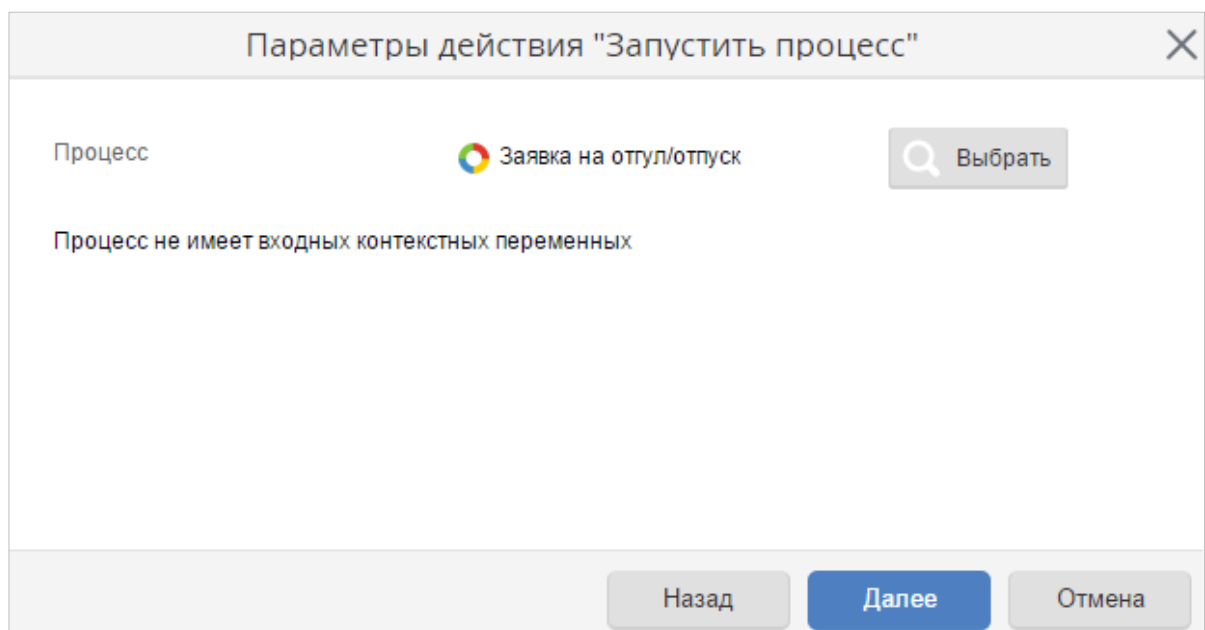 Параметры действия "Запустить процесс"
Процесс
Заявка на отгул/отпуск
Выбрать
Процесс не имеет входных контекстных переменных
Назад
Далее
Отмена